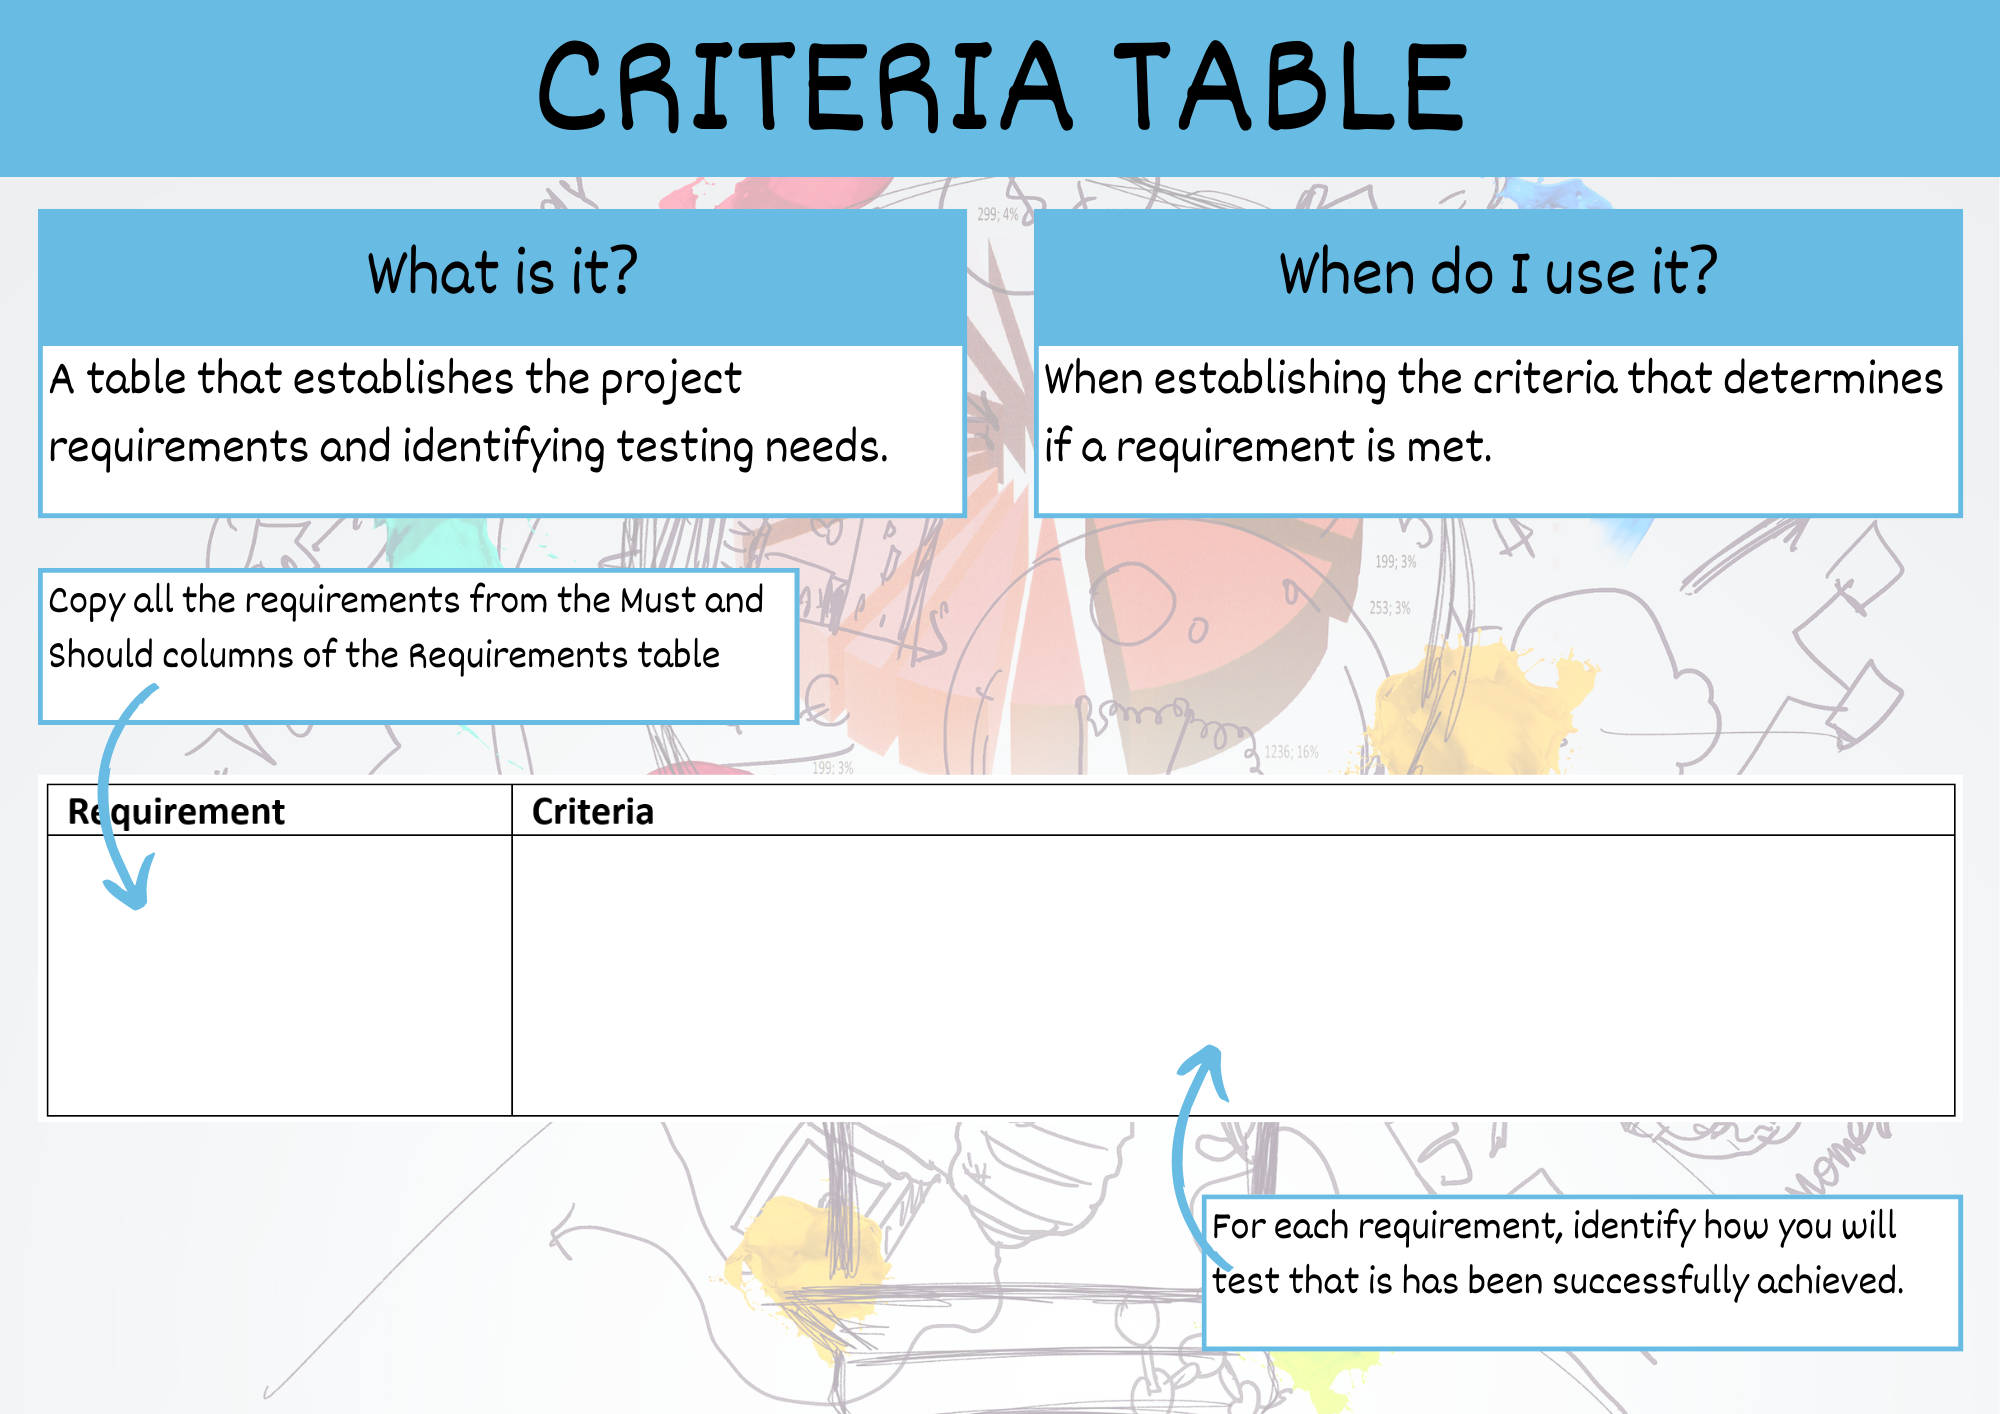 CRITERIA TABLE
What is it?
A table that establishes the project
requirements and identifying testing needs.
When do I use it?
When establishing the criteria that determines
if a requirement is met.
299; 4%
199; 3%
253; 3%
1236; 16%
199; 3%
Copy all the requirements from the Must and
Should columns of the Requirements table
Requirement
Criteria
For each requirement, identify how you will
test that is has been successfully achieved.